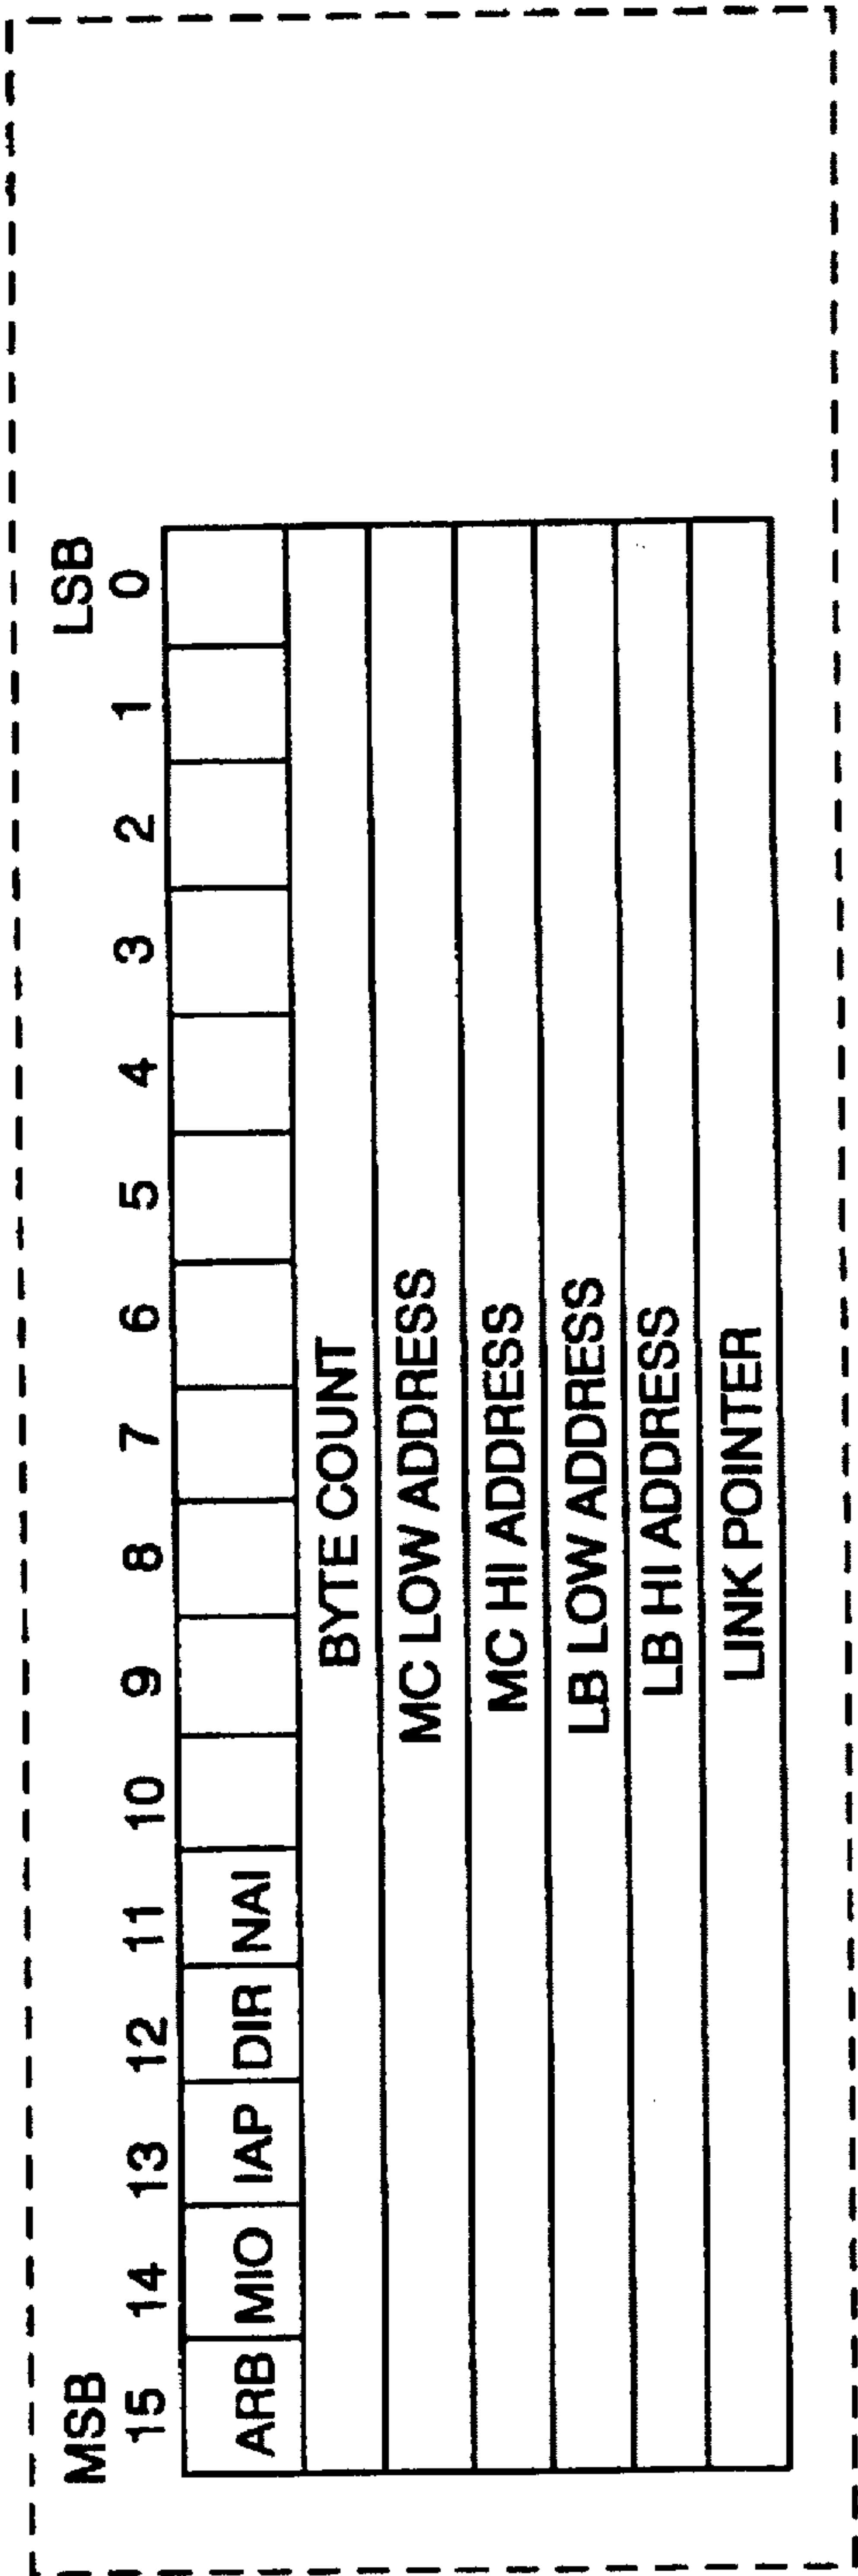 MSB LSB
15 14 13 12 11 10 9 8 7 6 5 4 3 2 1 0
ARB MIO IAP DIR NAI
BYTE COUNT
MC LOW ADDRESS
MC HI ADDRESS
LB LOW ADDRESS
LB HI ADDRESS
LINK POINTER